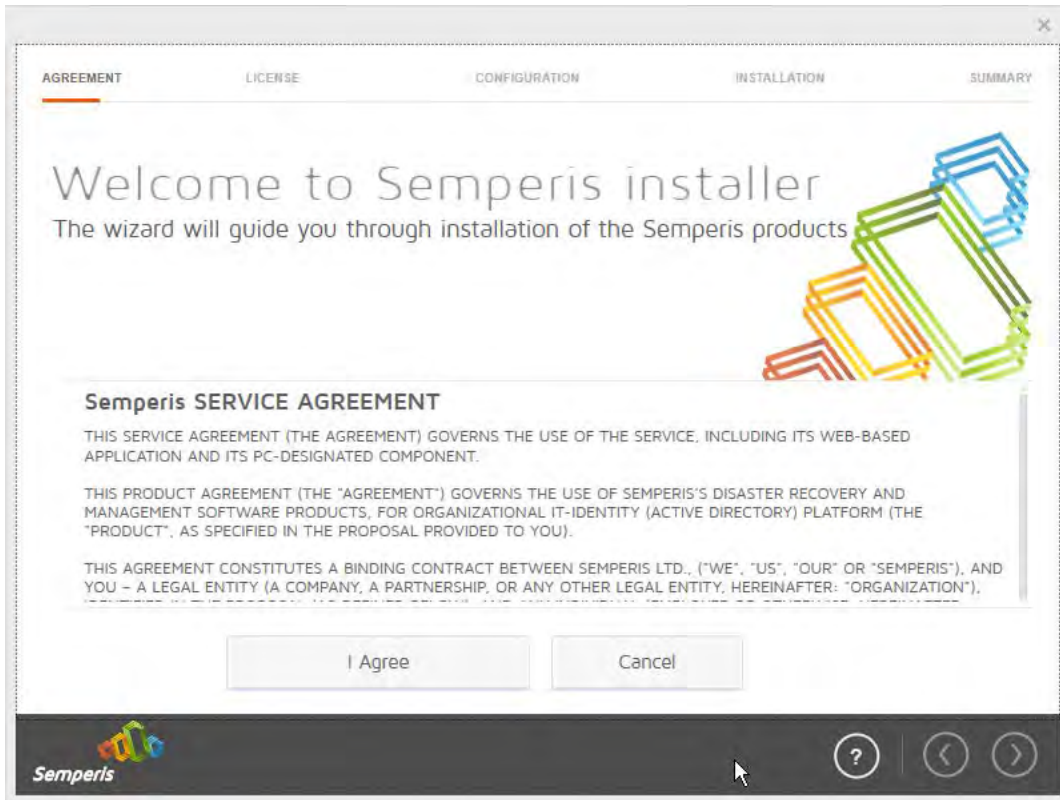 AGREEMENT LICENSE CONFIGURATION INSTALLATION SUMMARY
Welcome to Semperis installer
The wizard will guide you through installation of the Semperis products
Semperis SERVICE AGREEMENT
THIS SERVICE AGREEMENT (THE AGREEMENT) GOVERNS THE USE OF THE SERVICE, INCLUDING ITS WEB-BASED
APPLICATION AND ITS PC-DESIGNATED COMPONENT.
THIS PRODUCT AGREEMENT (THE "AGREEMENT") GOVERNS THE USE OF SEMPERIS'S DISASTER RECOVERY AND
MANAGEMENT SOFTWARE PRODUCTS, FOR ORGANIZATIONAL IT-IDENTITY (ACTIVE DIRECTORY) PLATFORM (THE
"PRODUCT", AS SPECIFIED IN THE PROPOSAL PROVIDED TO YOU).
THIS AGREEMENT CONSTITUTES A BINDING CONTRACT BETWEEN SEMPERIS LTD., ("WE", "US", "OUR" OR "SEMPERIS"), AND
YOU – A LEGAL ENTITY (A COMPANY, A PARTNERSHIP, OR ANY OTHER LEGAL ENTITY, HEREINAFTER: "ORGANIZATION"),
I Agree Cancel
Semperis ?